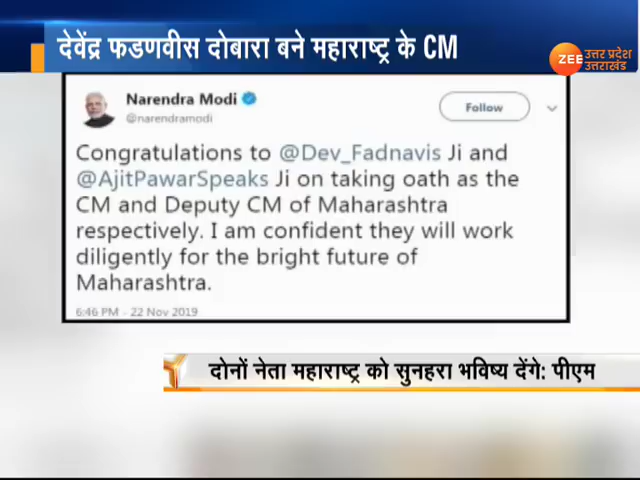 देवेंद्र फडणवीस दोबारा बने महाराष्ट्र के CM
ZEE उत्तर प्रदेश
उत्तराखंड
Narendra Modi
@narendramodi
Follow
Congratulations to @Dev_Fadnavis Ji and
@AjitPawarSpeaks Ji on taking oath as the
CM and Deputy CM of Maharashtra
respectively. I am confident they will work
diligently for the bright future of
Maharashtra.
6:46 PM - 22 Nov 2019
दोनों नेता महाराष्ट्र को सुनहरा भविष्य देंगे: पीएम